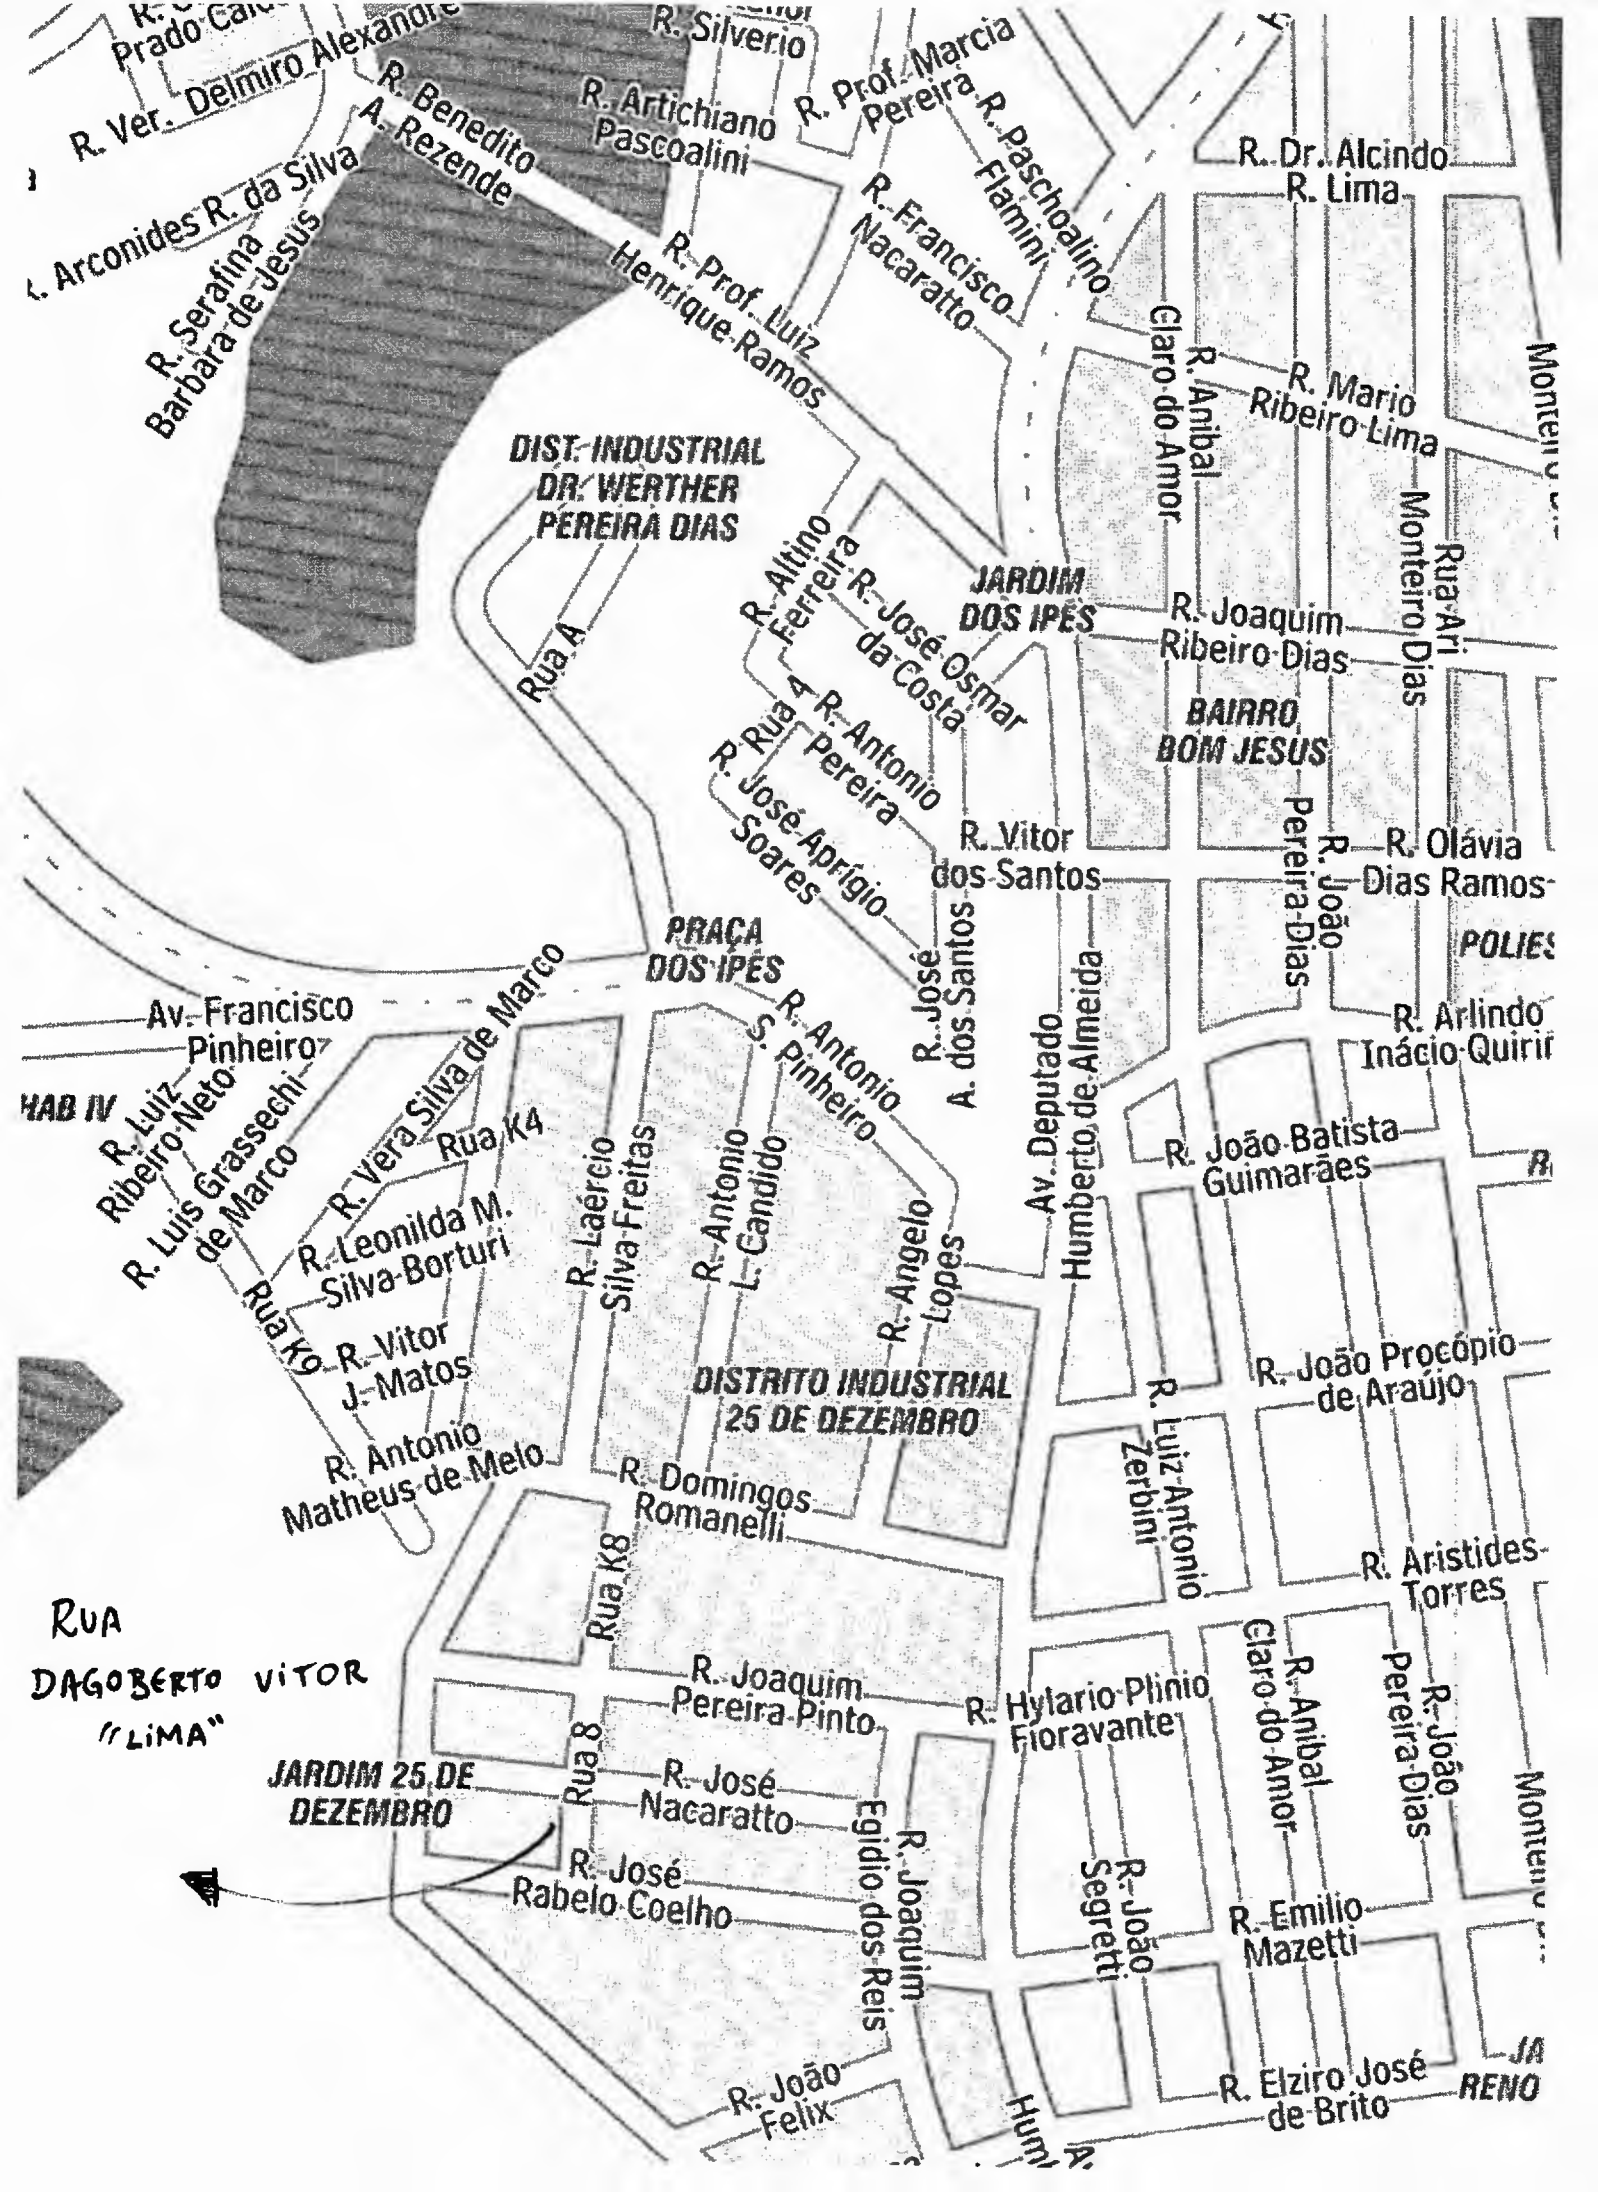 Prado
R. Ver. Delmiro Alexandre
R. Silverio
R. Benedito
A. Rezende
R. Artichiano
Pascoalini
R. Prof. Marcia
Pereira
R. Paschoalino
Flamini
R. Dr. Alcindo
R. Lima
Arconides R. da Silva
R. Serafina
Barbara de Jesus
R. Prof. Luiz
Henrique Ramos
R. Francisco
Nacaratto
Claro do Amor
R. Anibal
R. Mario
Ribeiro Lima
DIST. INDUSTRIAL
DR. WERTHER
PEREIRA DIAS
Monteiro Dias
Rua Ari
Rua A
R. Altino
Ferreira
R. José Osmar
da Costa
JARDIM
DOS IPÊS
R. Joaquim
Ribeiro Dias
BAIRRO
BOM JESUS
Rua 4
R. Antonio
Pereira
R. José Aprígio
Soares
R. Vitor
dos Santos
Pereira Dias
R. João
R. Olávia
Dias Ramos
PRAÇA
DOS IPÊS
R. José
A. dos Santos
POLIES
R. Arlindo
Inácio Quirir
Av. Francisco
Pinheiro
HAB IV
R. Luiz
Ribeiro Neto
R. Luis Grassechi
de Marco
R. Vera Silva de Marco
Rua K4
R. Antonio
S. Pinheiro
Av. Deputado
Humberto de Almeida
R. João Batista
Guimarães
R. Leonilda M.
Silva Borturi
R. Laércio
Silva Freitas
R. Antonio
L. Candido
R. Angelo
Lopes
Rua K9
R. Vitor
J. Matos
DISTRITO INDUSTRIAL
25 DE DEZEMBRO
R. João Procópio
de Araújo
R. Luiz Antonio
Zerbini
R. Antonio
Matheus de Melo
R. Domingos
Romanelli
Rua K8
R. Aristides
Torres
RUA
DAGOBERTO VITOR
"LIMA"
R. Joaquim
Pereira Pinto
R. Hylario Plinio
Fioravante
Claro do Amor
R. Anibal
Pereira Dias
R. João
Rua 8
JARDIM 25 DE
DEZEMBRO
R. José
Nacaratto
R. José
Rabelo Coelho
Egidio dos Reis
R. Joaquim
Segretti
R. João
R. Emilio
Mazetti
R. João
Felix
R. Elziro José
de Brito
JA
RENO